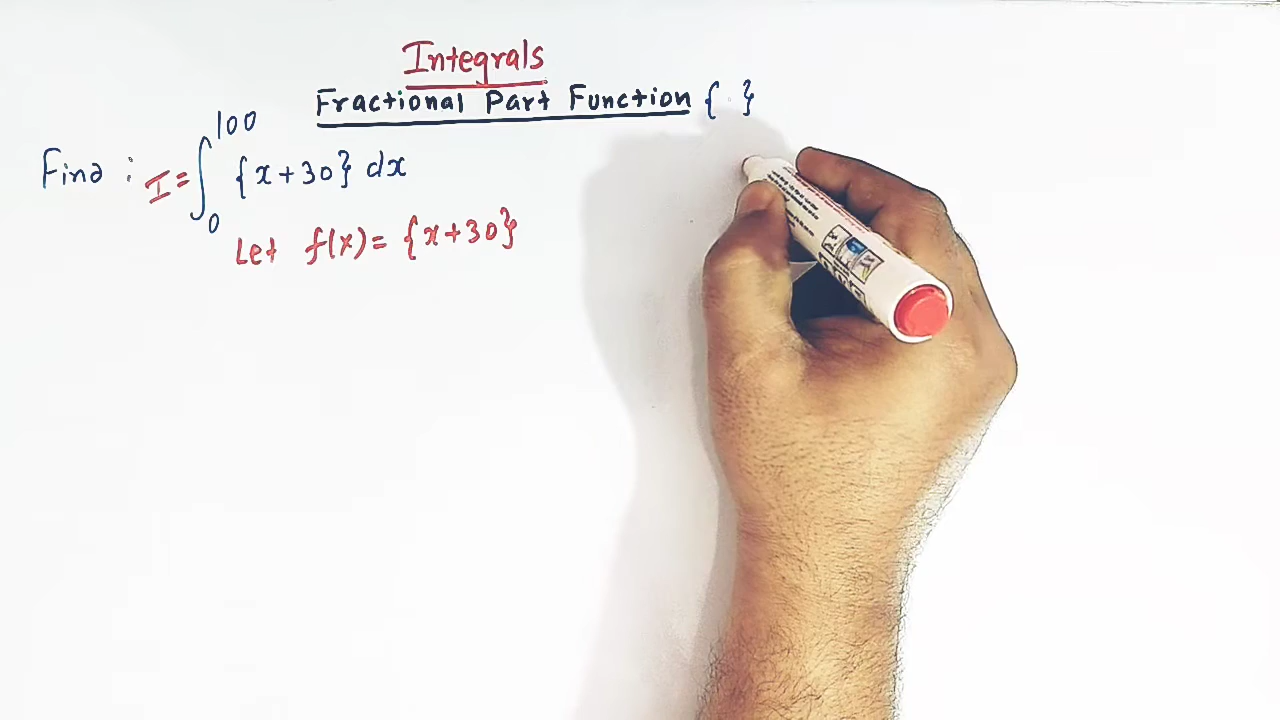 Integrals
Fractional Part Function { . }
Find : I = ∫₀¹⁰⁰ {x+30} dx
Let f(x) = {x+30}